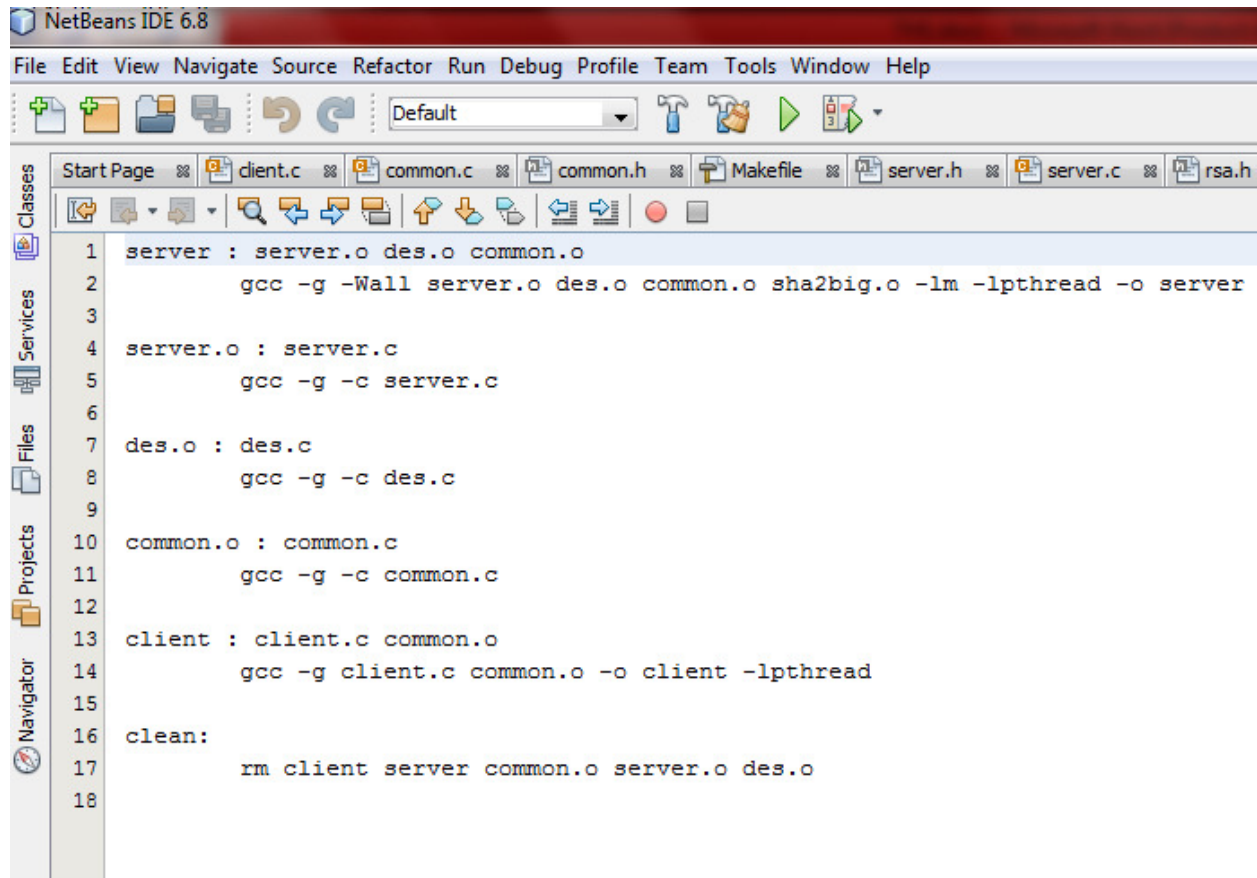 NetBeans IDE 6.8
File Edit View Navigate Source Refactor Run Debug Profile Team Tools Window Help
Default
Start Page client.c common.c common.h Makefile server.h server.c rsa.h
Classes
Services
Files
Projects
Navigator
1 server : server.o des.o common.o
2 gcc -g -Wall server.o des.o common.o sha2big.o -lm -lpthread -o server
3
4 server.o : server.c
5 gcc -g -c server.c
6
7 des.o : des.c
8 gcc -g -c des.c
9
10 common.o : common.c
11 gcc -g -c common.c
12
13 client : client.c common.o
14 gcc -g client.c common.o -o client -lpthread
15
16 clean:
17 rm client server common.o server.o des.o
18